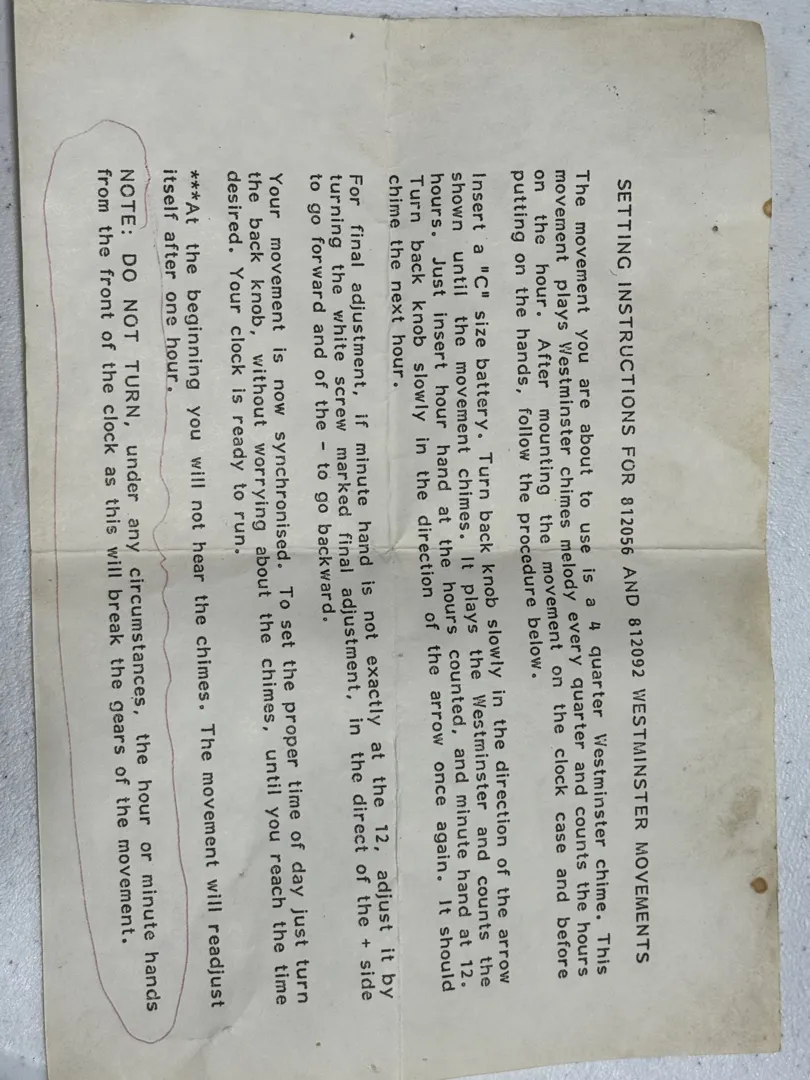 SETTING INSTRUCTIONS FOR 812056 AND 812092 WESTMINSTER MOVEMENTS
The movement you are about to use is a 4 quarter Westminster chime. This
movement plays Westminster chimes melody every quarter and counts the hours
on the hour. After mounting the movement on the clock case and before
putting on the hands, follow the procedure below.
Insert a "C" size battery. Turn back knob slowly in the direction of the arrow
shown until the movement chimes. It plays the Westminster and counts the
hours. Just insert hour hand at the hours counted, and minute hand at 12.
Turn back knob slowly in the direction of the arrow once again. It should
chime the next hour.
For final adjustment, if minute hand is not exactly at the 12, adjust it by
turning the white screw marked final adjustment, in the direct of the + side
to go forward and of the - to go backward.
Your movement is now synchronised. To set the proper time of day just turn
the back knob, without worrying about the chimes, until you reach the time
desired. Your clock is ready to run.
***At the beginning you will not hear the chimes. The movement will readjust
itself after one hour.
NOTE: DO NOT TURN, under any circumstances, the hour or minute hands
from the front of the clock as this will break the gears of the movement.